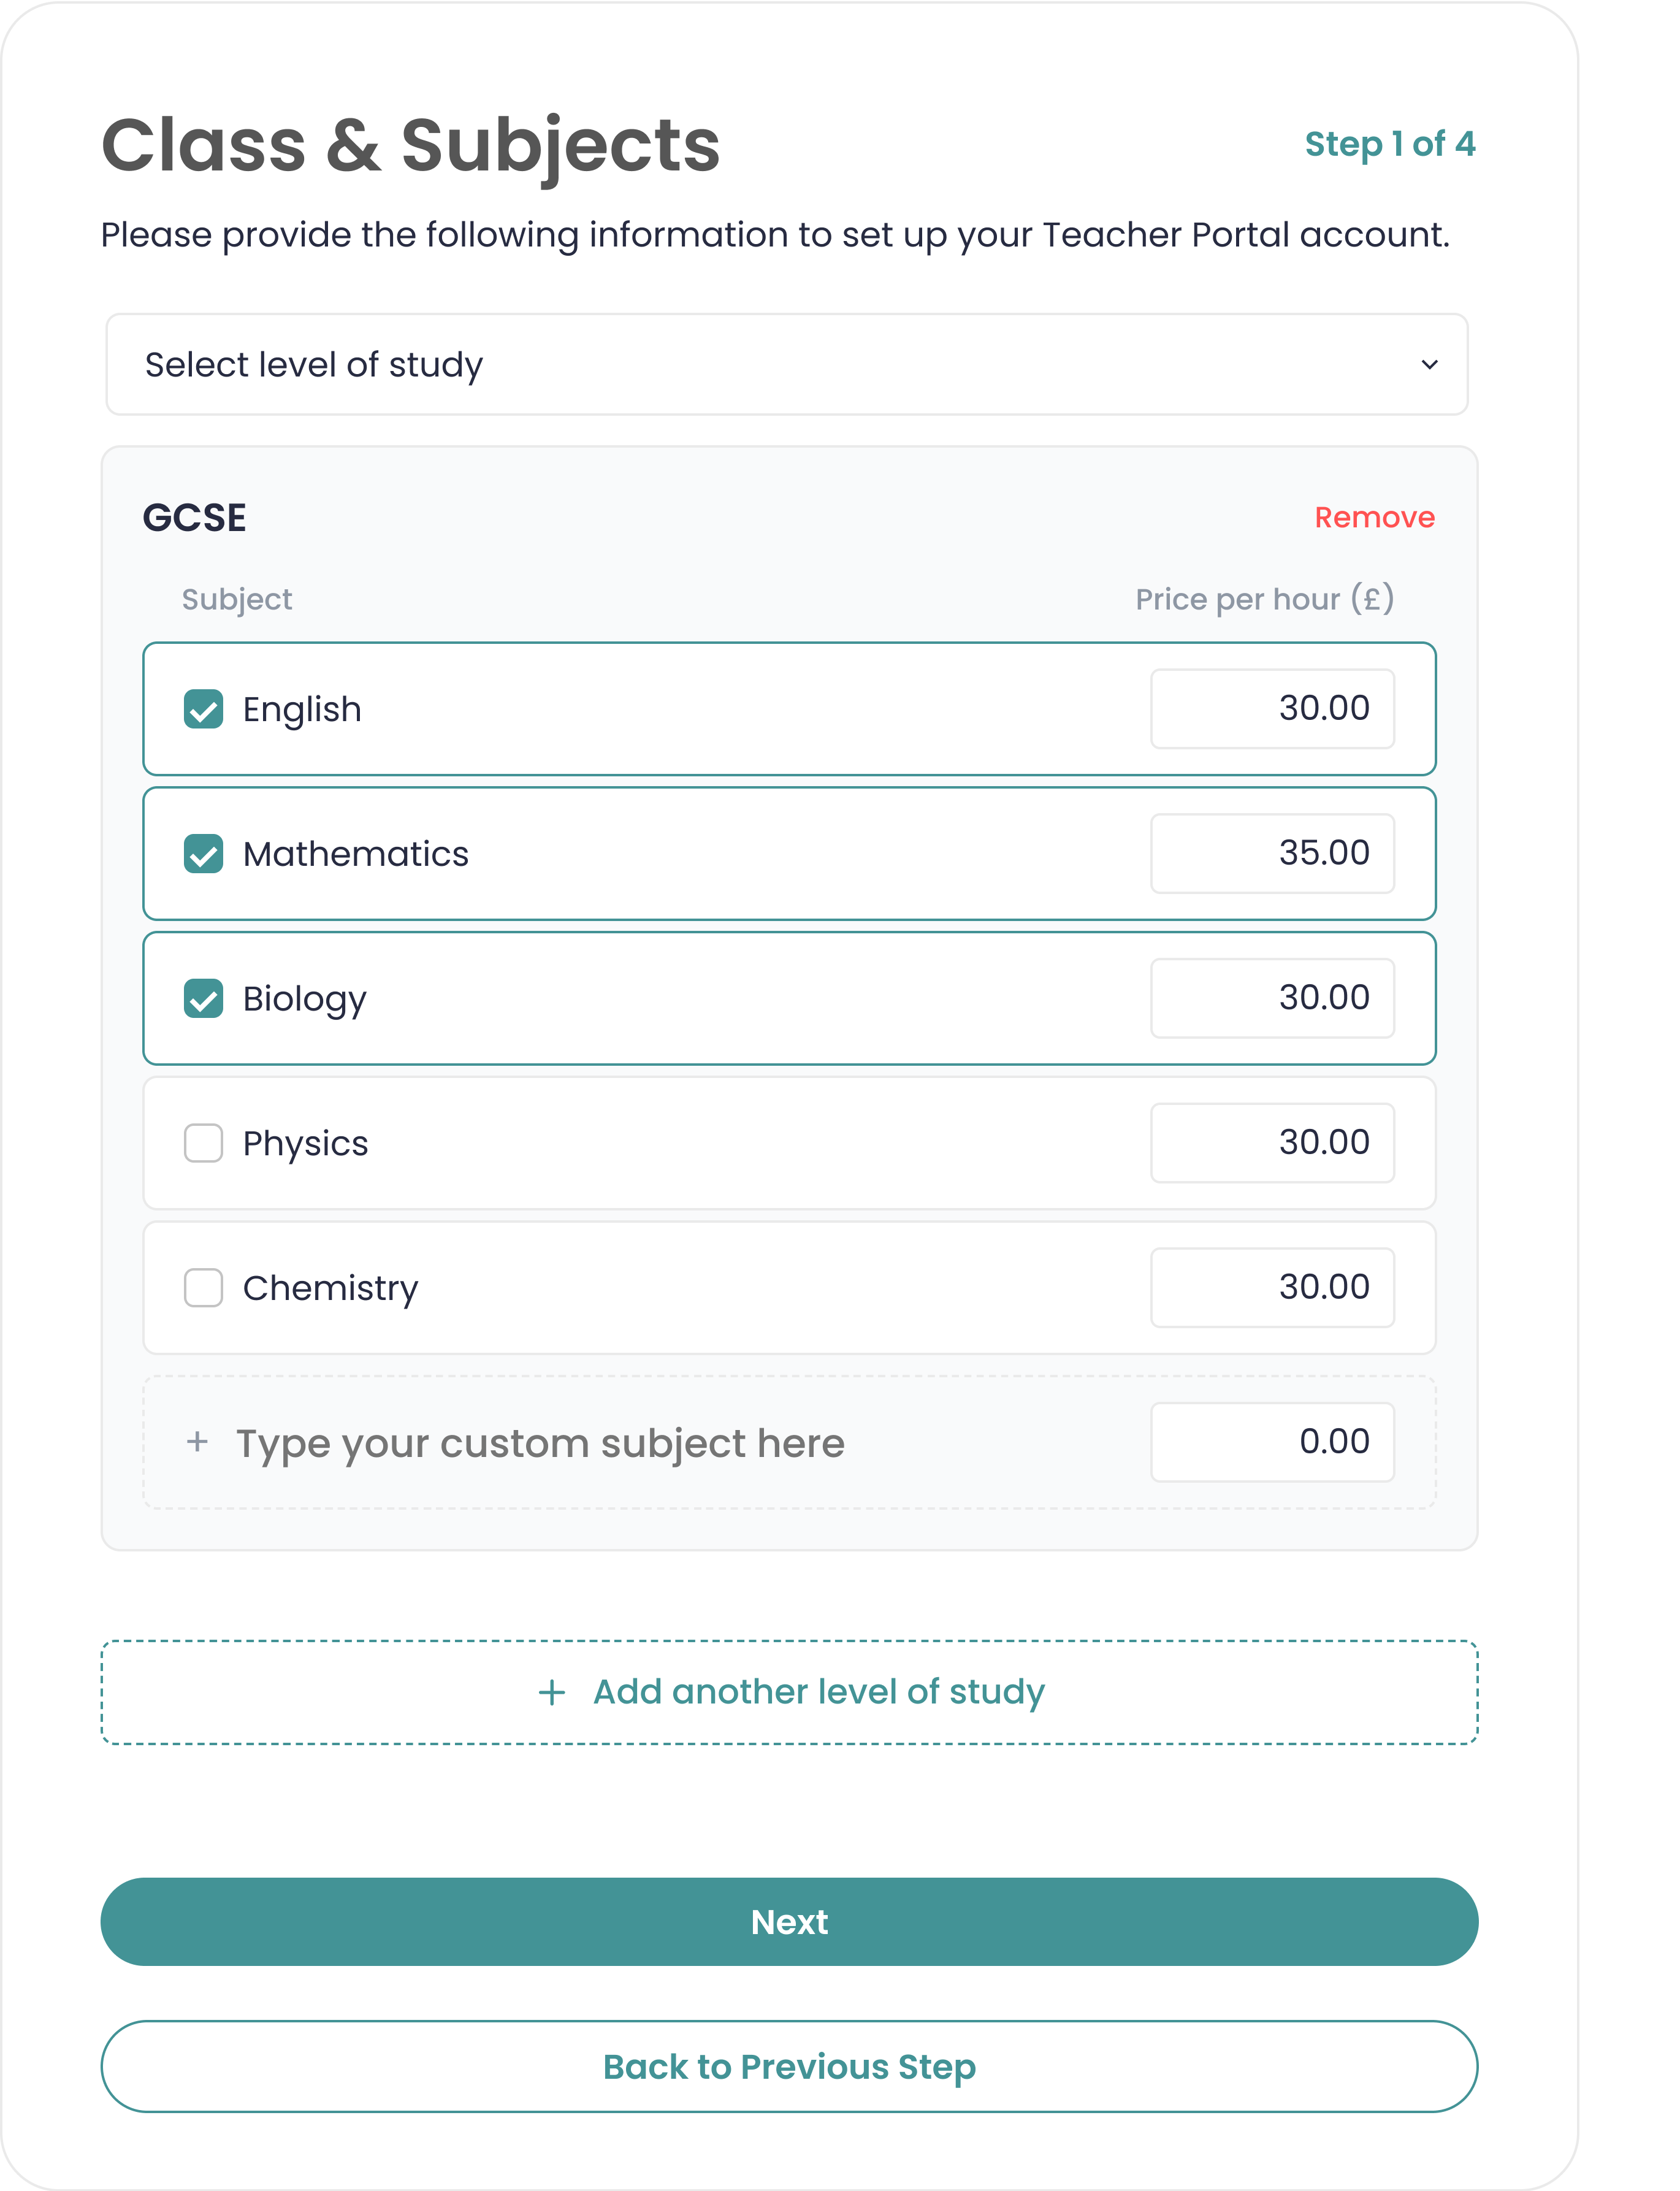 Class & Subjects
Step 1 of 4
Please provide the following information to set up your Teacher Portal account.
Select level of study
GCSE
Remove
Subject
Price per hour (£)
English
30.00
Mathematics
35.00
Biology
30.00
Physics
30.00
Chemistry
30.00
+ Type your custom subject here
0.00
+ Add another level of study
Next
Back to Previous Step